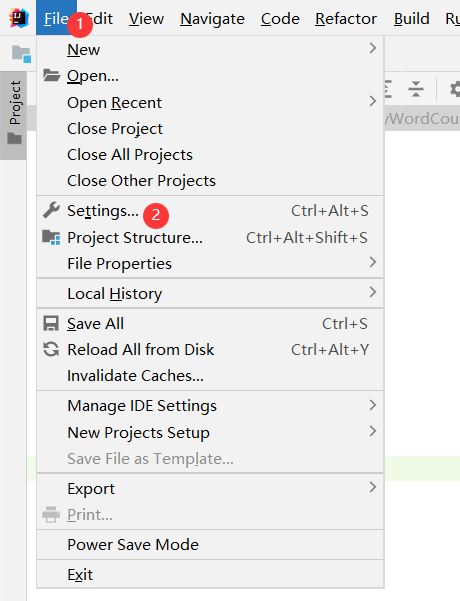 File Edit View Navigate Code Refactor Build
1
Project
New
Open...
Open Recent
Close Project
Close All Projects
Close Other Projects
Settings... Ctrl+Alt+S
2
Project Structure... Ctrl+Alt+Shift+S
File Properties
Local History
Save All Ctrl+S
Reload All from Disk Ctrl+Alt+Y
Invalidate Caches...
Manage IDE Settings
New Projects Setup
Save File as Template...
Export
Print...
Power Save Mode
Exit